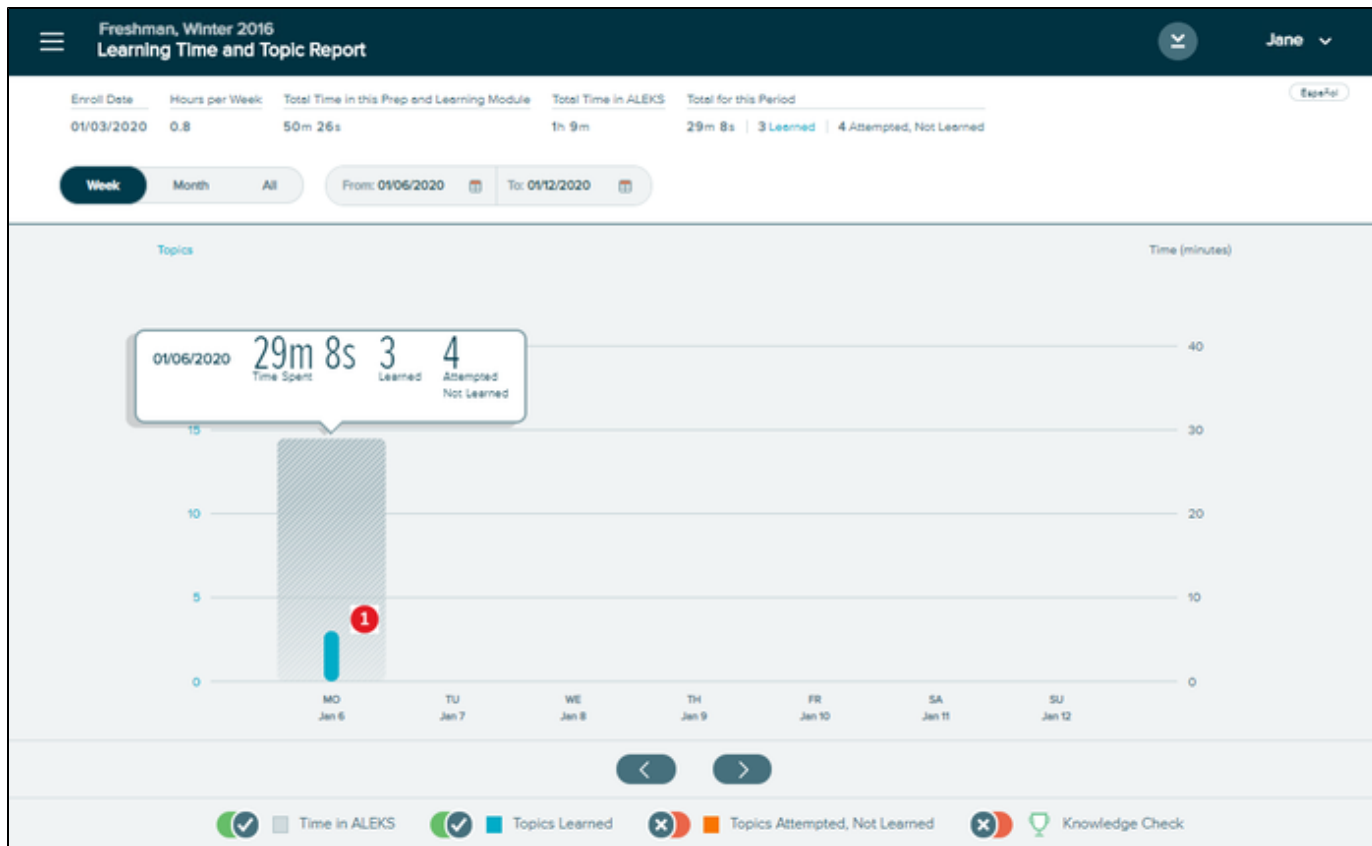 Freshman, Winter 2016
Learning Time and Topic Report
Jane
Enroll Date Hours per Week Total Time in this Prep and Learning Module Total Time in ALEKS Total for this Period
Español
01/03/2020 0.8 50m 26s 1h 9m 29m 8s | 3 Learned | 4 Attempted, Not Learned
Week Month All From: 01/06/2020 To: 01/12/2020
Topics Time (minutes)
40
01/06/2020 29m 8s 3 4
Time Spent Learned Attempted
Not Learned
15 30
10 20
5 10
1
0 0
MO TU WE TH FR SA SU
Jan 6 Jan 7 Jan 8 Jan 9 Jan 10 Jan 11 Jan 12
Time in ALEKS Topics Learned Topics Attempted, Not Learned Knowledge Check